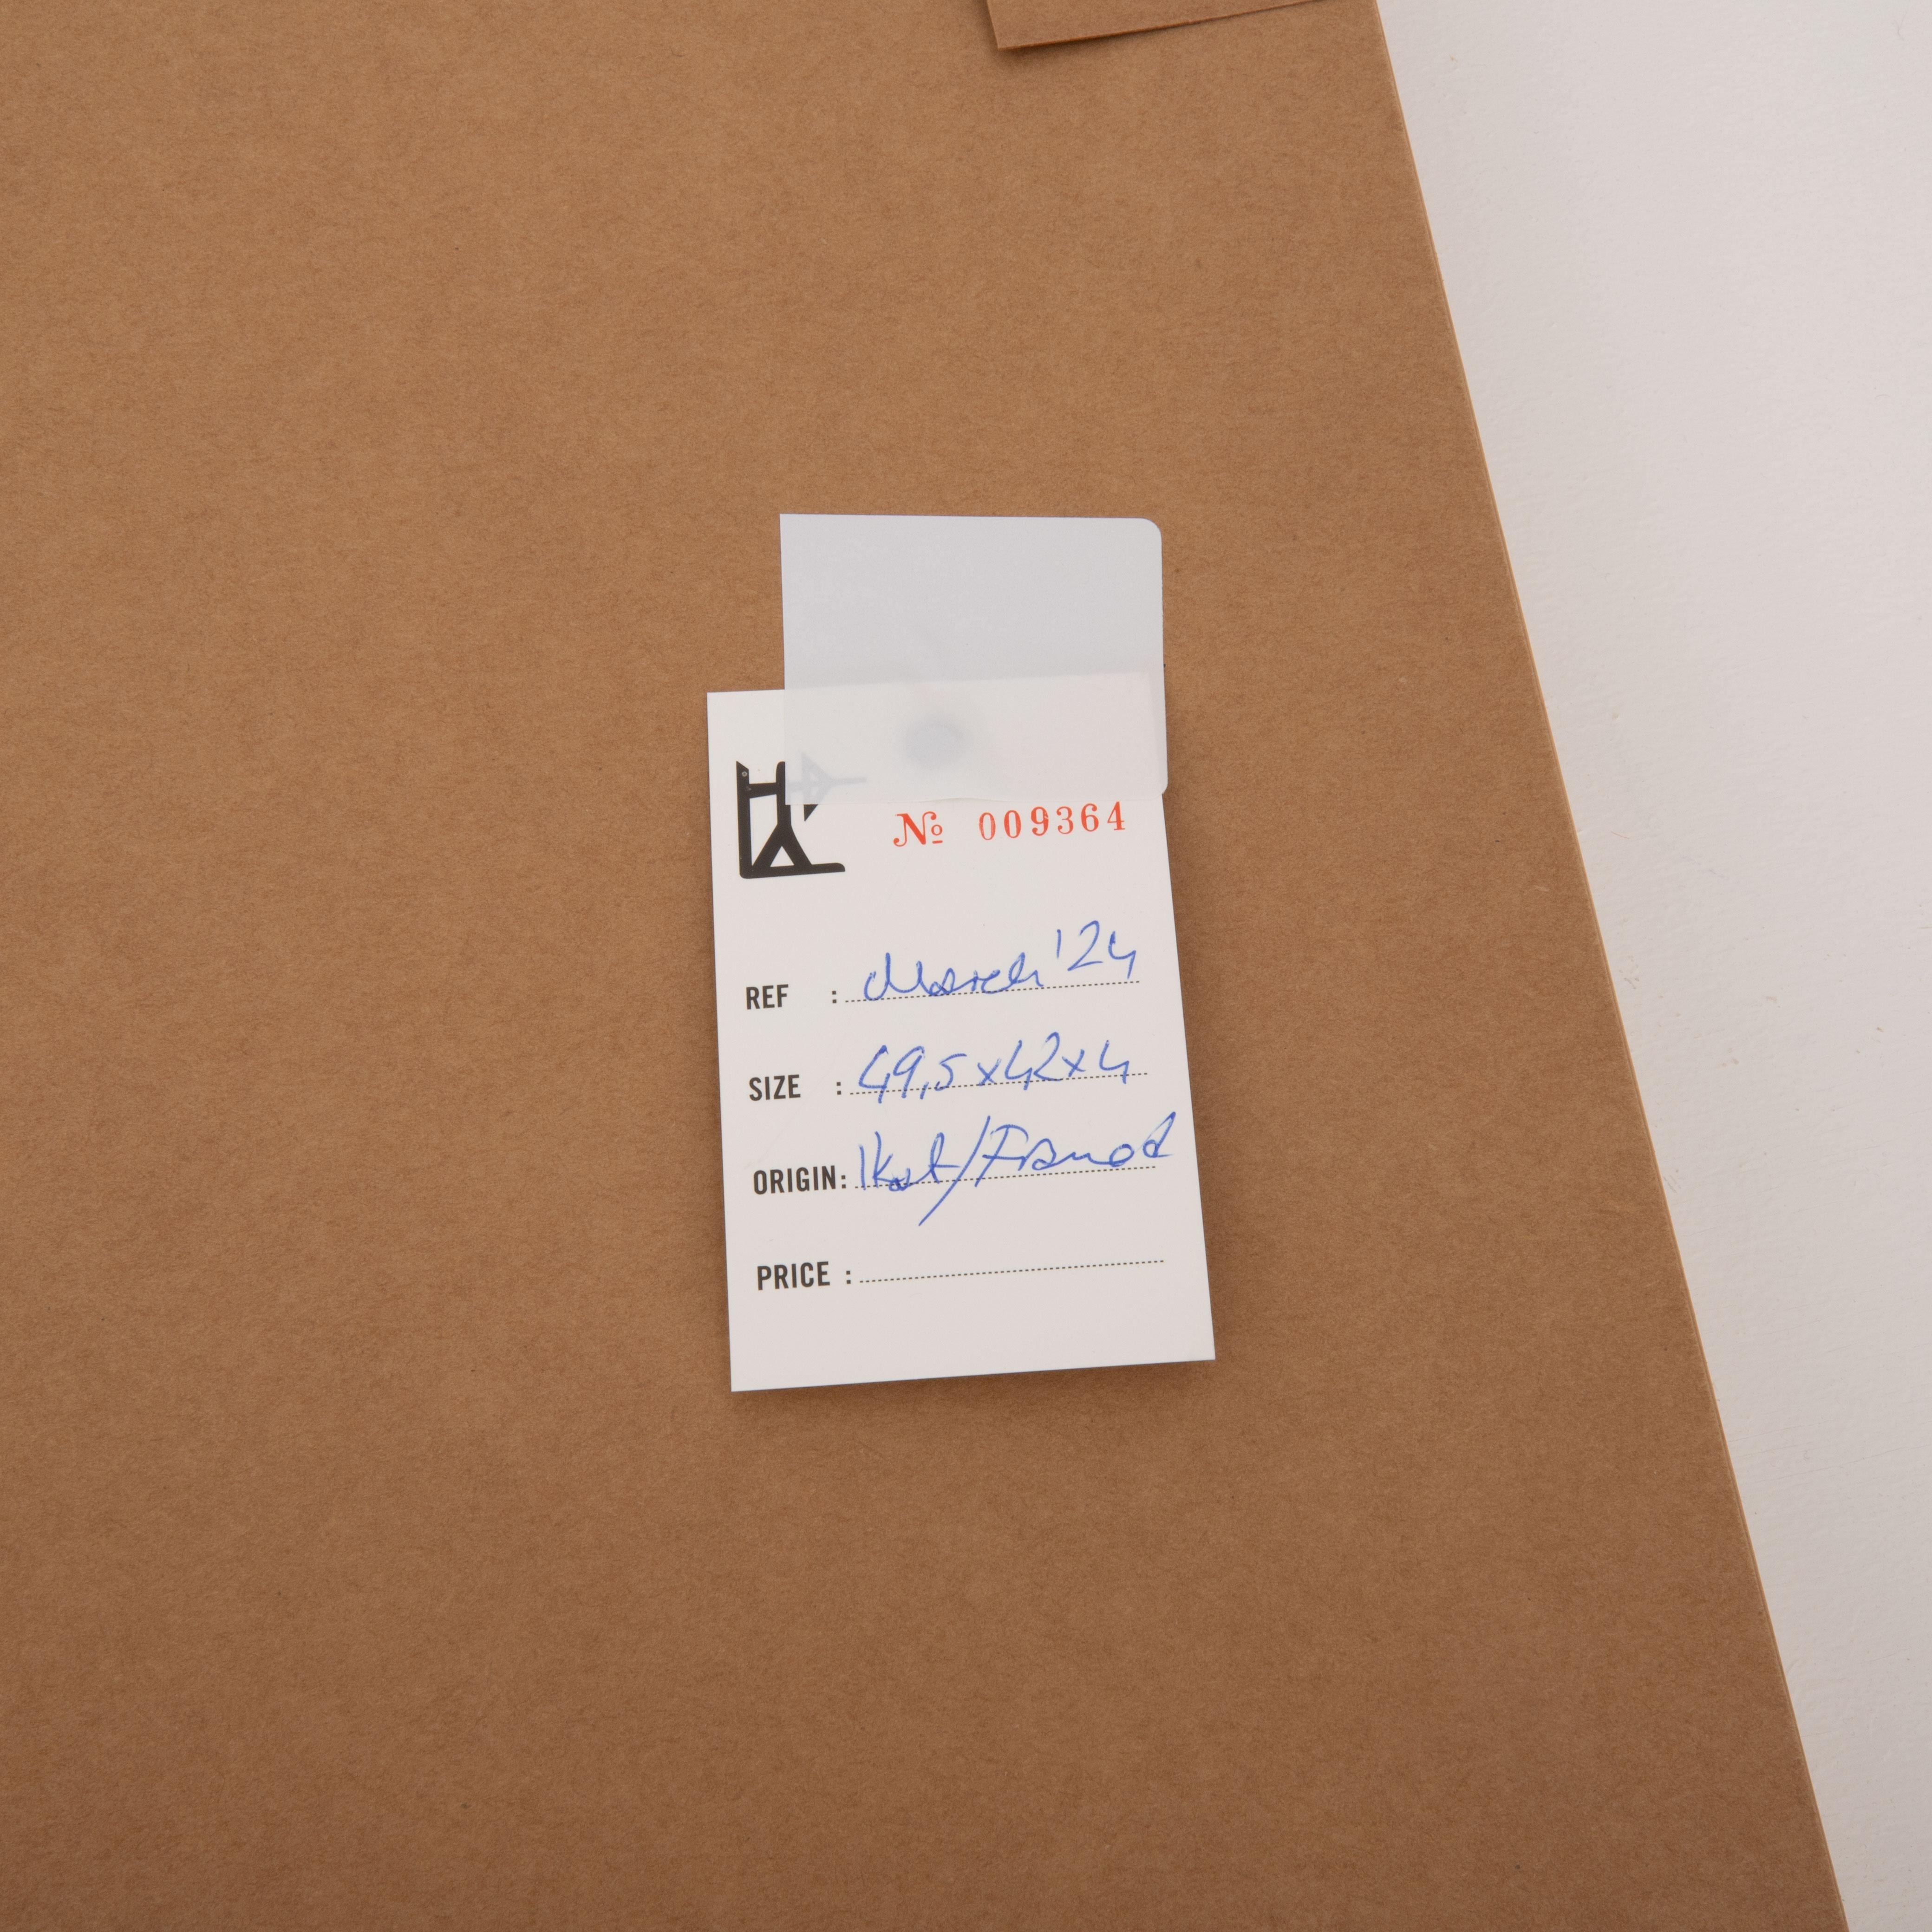 № 009364
REF : March '24
SIZE : 49,5x42x4
ORIGIN: Ikat/Framed
PRICE :